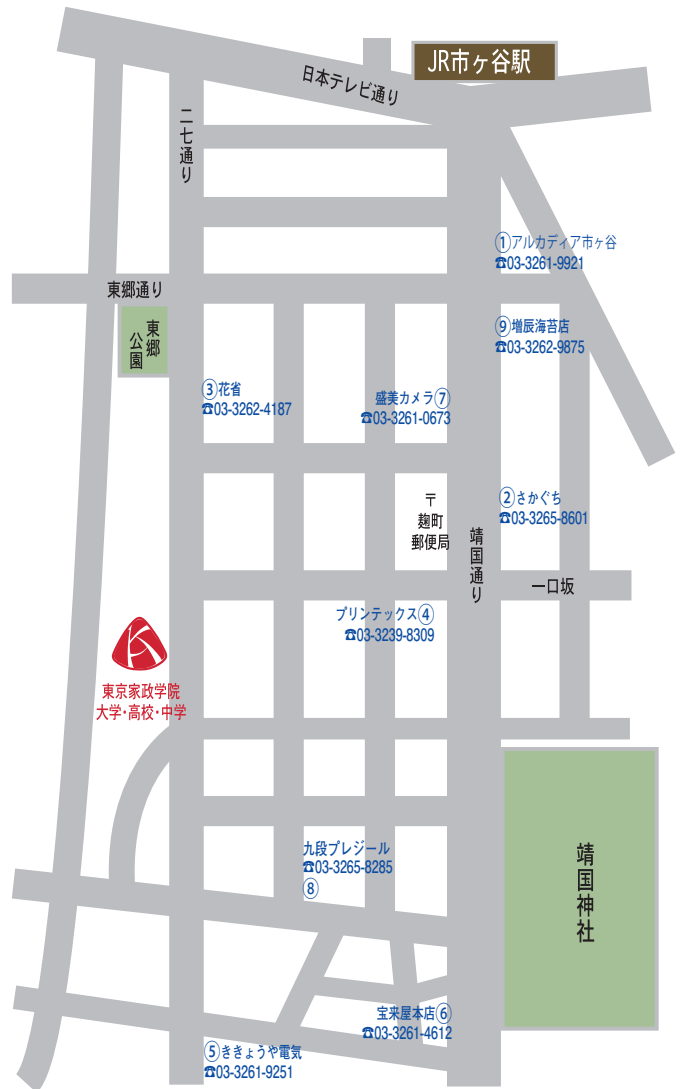 JR市ヶ谷駅
日本テレビ通り
二七通り
①アルカディア市ヶ谷
☎03-3261-9921
東郷通り
東郷
公園
⑨増辰海苔店
☎03-3262-9875
③花省
☎03-3262-4187
盛美カメラ⑦
☎03-3261-0673
〒
麹町
郵便局
②さかぐち
☎03-3265-8601
靖国通り
一口坂
プリンテックス④
☎03-3239-8309
東京家政学院
大学・高校・中学
九段プレジール
☎03-3265-8285
⑧
靖国神社
宝来屋本店⑥
☎03-3261-4612
⑤ききょうや電気
☎03-3261-9251